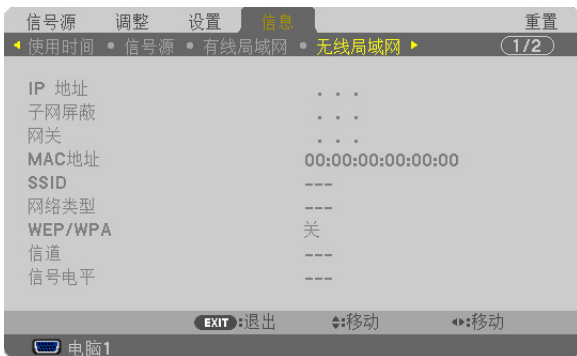 信号源 调整 设置 信息 重置
使用时间 • 信号源 • 有线局域网 • 无线局域网 1/2
IP 地址 . . .
子网屏蔽 . . .
网关 . . .
MAC地址 00:00:00:00:00:00
SSID ---
网络类型 ---
WEP/WPA 关
信道 ---
信号电平 ---
EXIT :退出 :移动 :移动
电脑1